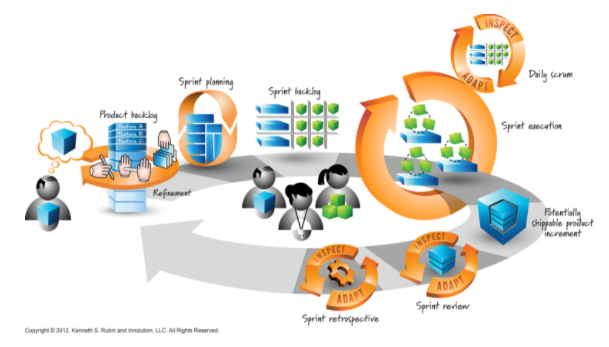 INSPECT
ADAPT
Daily scrum
Sprint planning
Sprint backlog
Product backlog
Feature A
Feature B
Feature C
Sprint execution
Refinement
Potentially
shippable product
increment
INSPECT
ADAPT
Sprint retrospective
INSPECT
ADAPT
Sprint review
Copyright © 2012, Kenneth S. Rubin and Innolution, LLC. All Rights Reserved.